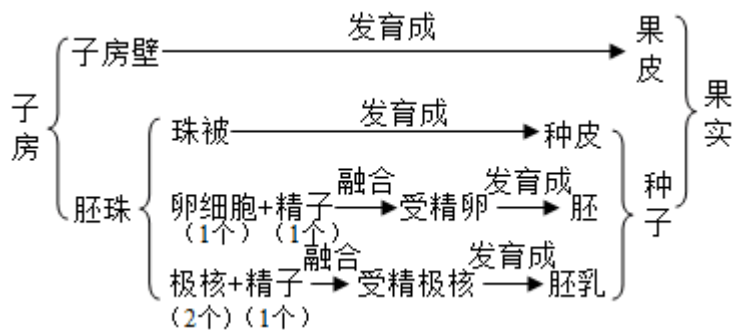 子房
子房壁 发育成 果皮
果实
胚珠
珠被 发育成 种皮
卵细胞+精子 融合 受精卵 发育成 胚
（1个）（1个）
极核+精子 融合 受精极核 发育成 胚乳
（2个）（1个）
种子